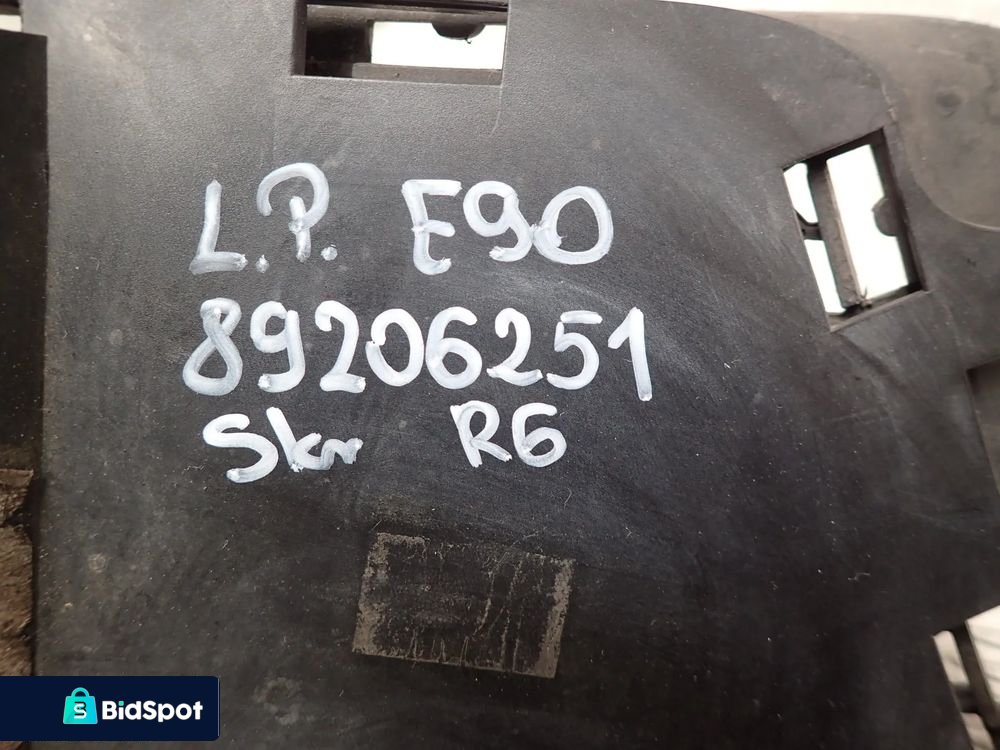 L.P. E90
89206251
Skr R6
BidSpot